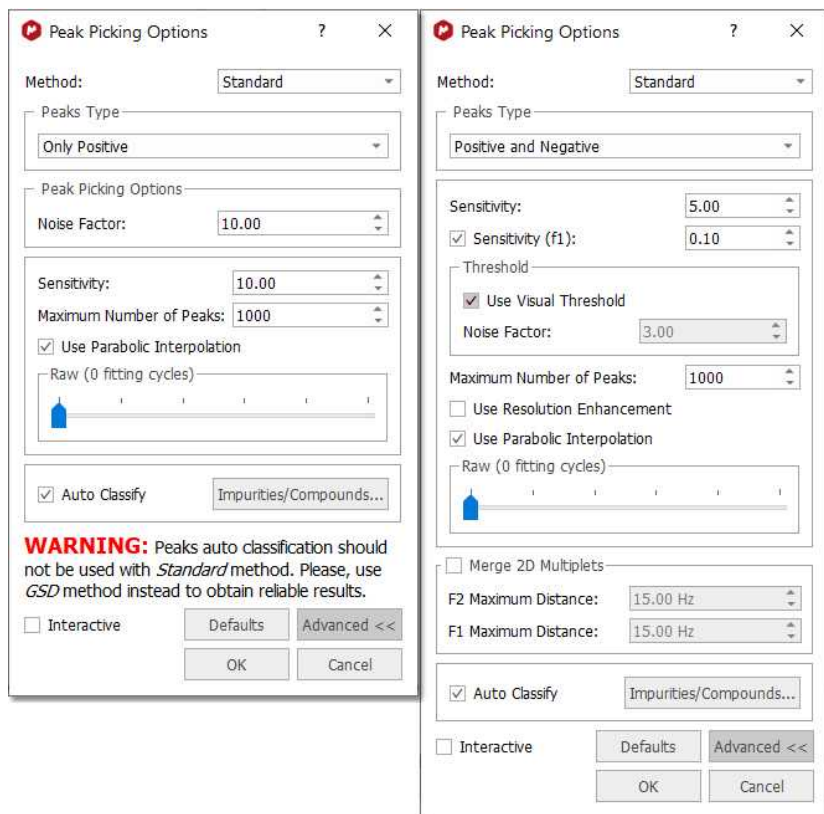 Peak Picking Options ? ×
Method: Standard
Peaks Type
Only Positive
Peak Picking Options
Noise Factor: 10.00
Sensitivity: 10.00
Maximum Number of Peaks: 1000
Use Parabolic Interpolation
Raw (0 fitting cycles)
Auto Classify Impurities/Compounds...
WARNING: Peaks auto classification should
not be used with Standard method. Please, use
GSD method instead to obtain reliable results.
Interactive Defaults Advanced <<
OK Cancel
Peak Picking Options ? ×
Method: Standard
Peaks Type
Positive and Negative
Sensitivity: 5.00
Sensitivity (f1): 0.10
Threshold
Use Visual Threshold
Noise Factor: 3.00
Maximum Number of Peaks: 1000
Use Resolution Enhancement
Use Parabolic Interpolation
Raw (0 fitting cycles)
Merge 2D Multiplets
F2 Maximum Distance: 15.00 Hz
F1 Maximum Distance: 15.00 Hz
Auto Classify Impurities/Compounds...
Interactive Defaults Advanced <<
OK Cancel